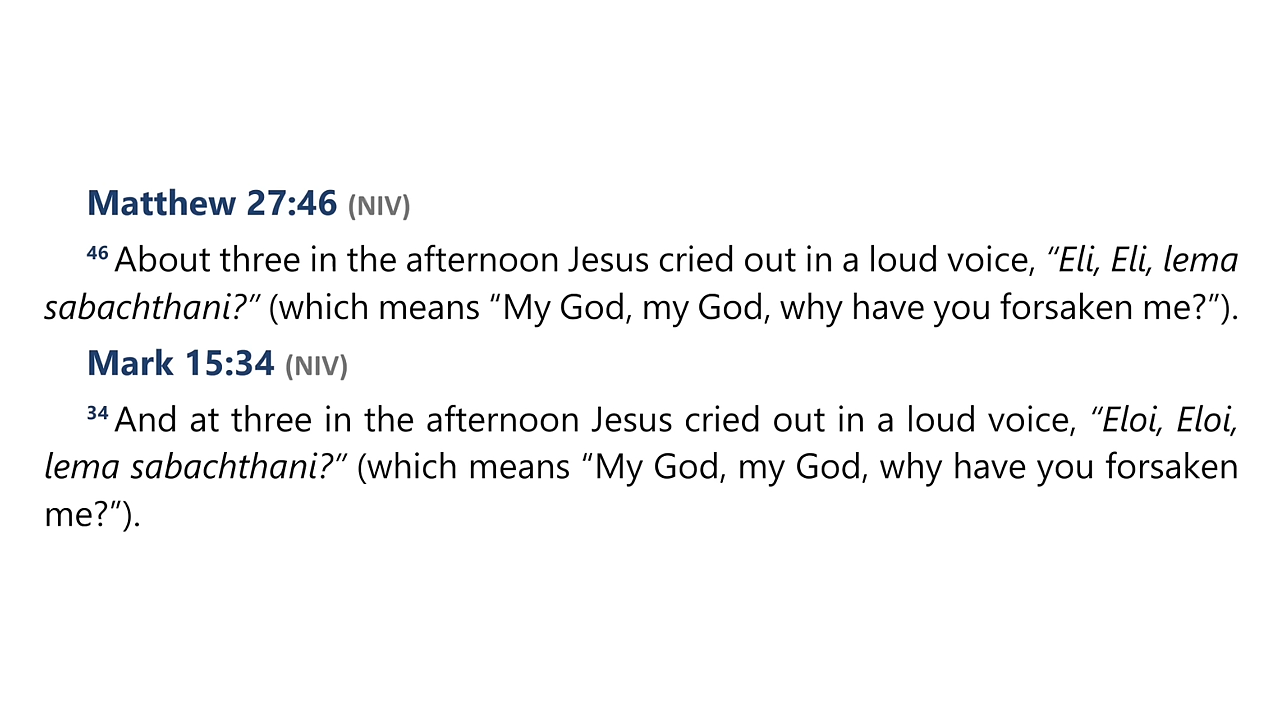 Matthew 27:46 (NIV)
46 About three in the afternoon Jesus cried out in a loud voice, “Eli, Eli, lema
sabachthani?” (which means “My God, my God, why have you forsaken me?”).
Mark 15:34 (NIV)
34 And at three in the afternoon Jesus cried out in a loud voice, “Eloi, Eloi,
lema sabachthani?” (which means “My God, my God, why have you forsaken
me?”).